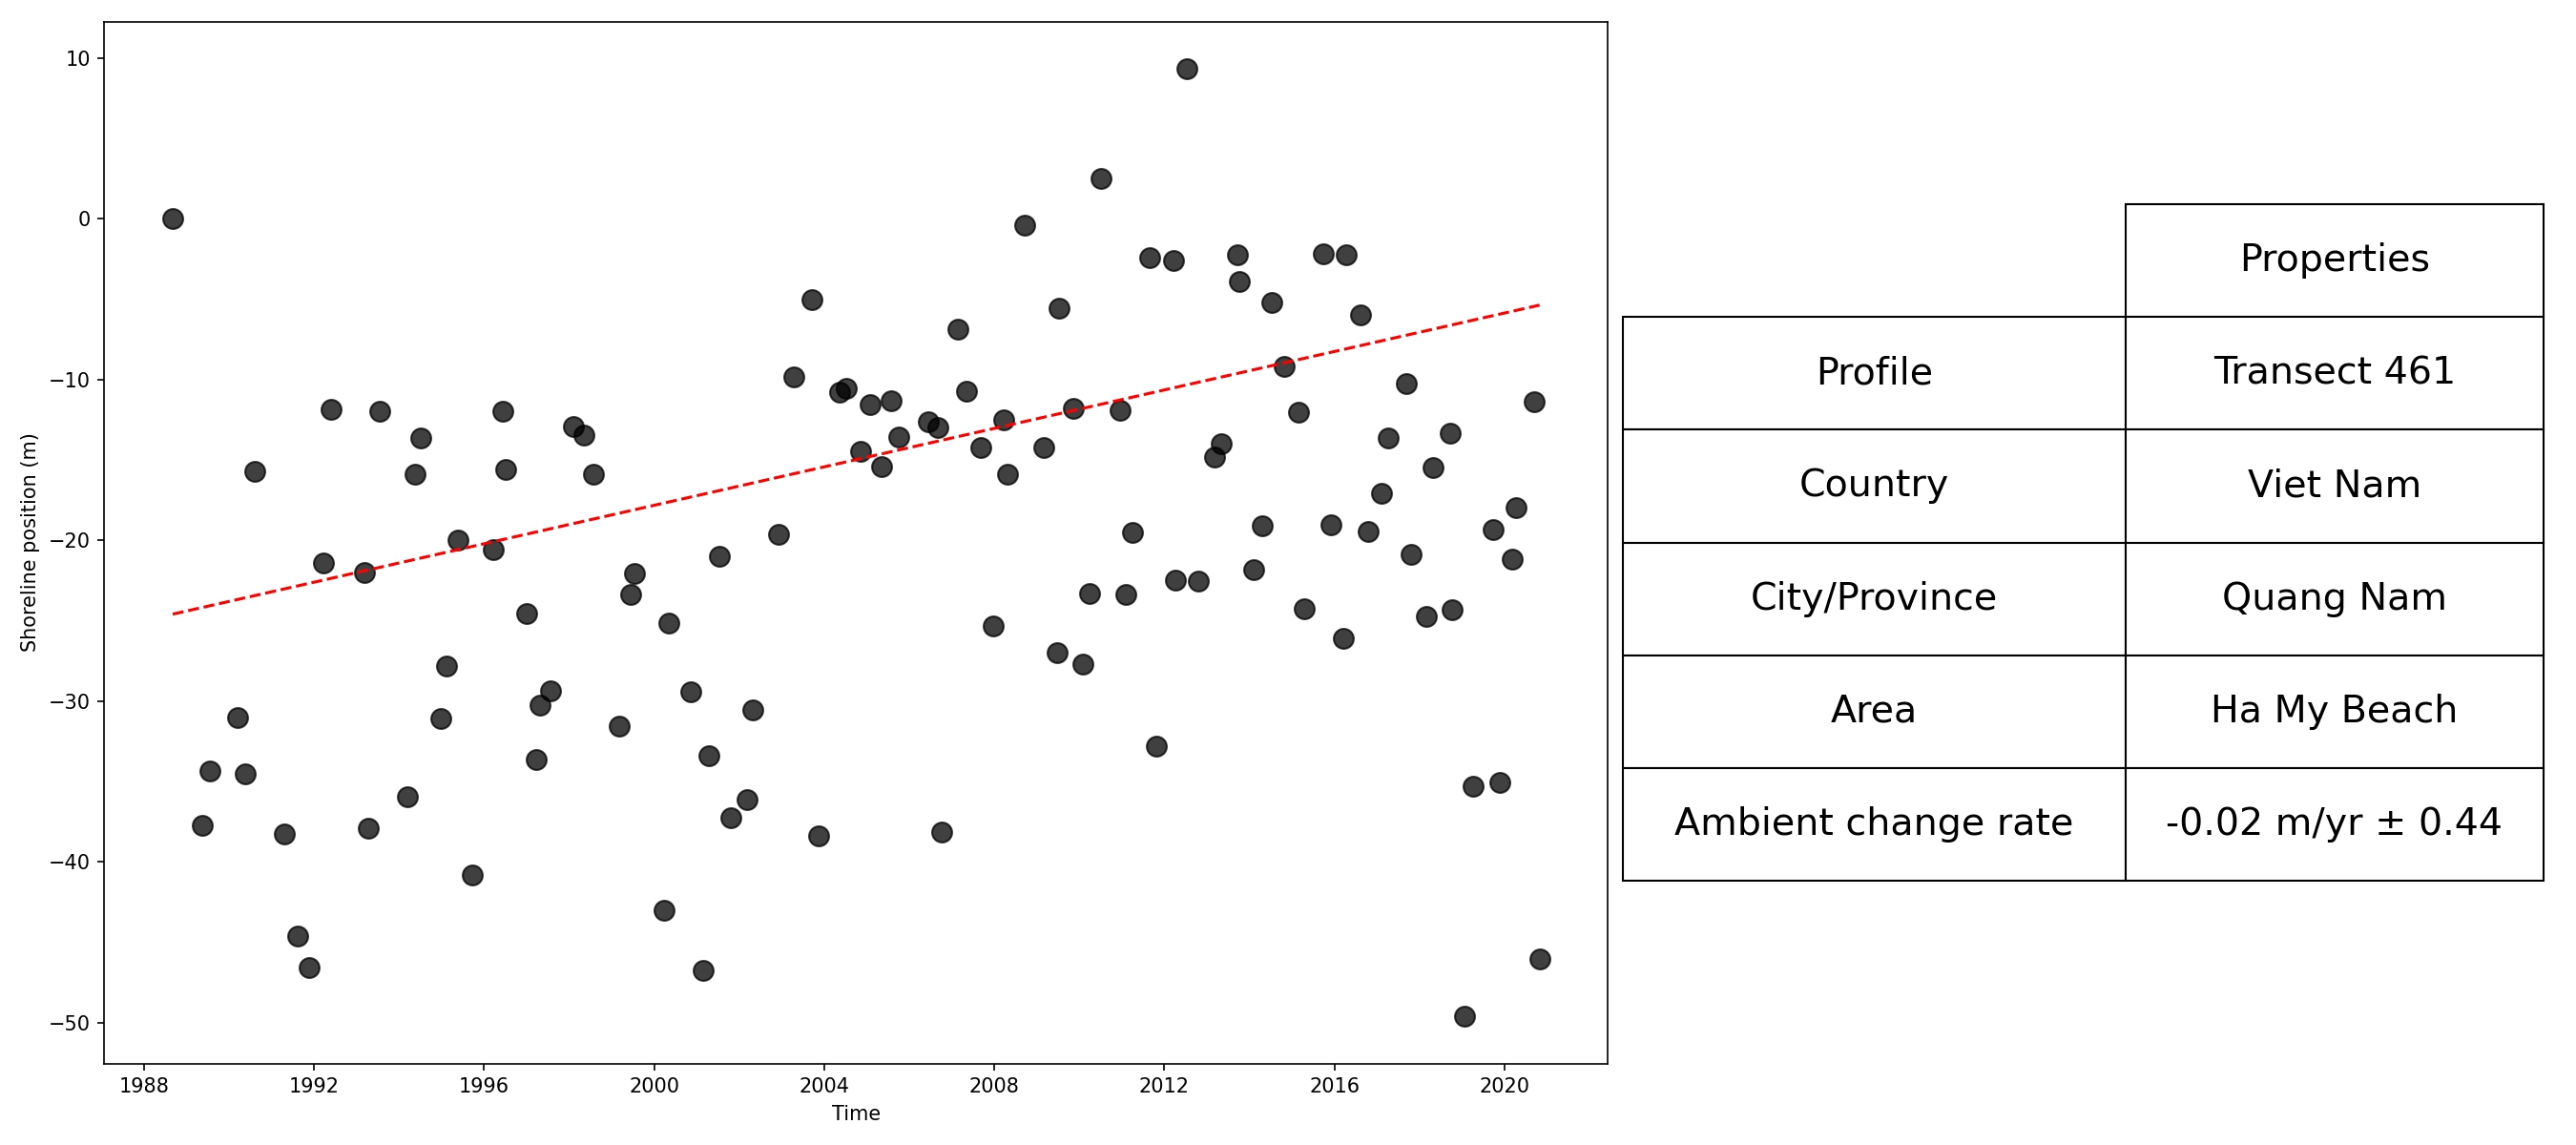 10
0
−10
−20
−30
−40
−50
Shoreline position (m)
1988 1992 1996 2000 2004 2008 2012 2016 2020
Time
Properties
Profile Transect 461
Country Viet Nam
City/Province Quang Nam
Area Ha My Beach
Ambient change rate -0.02 m/yr ± 0.44